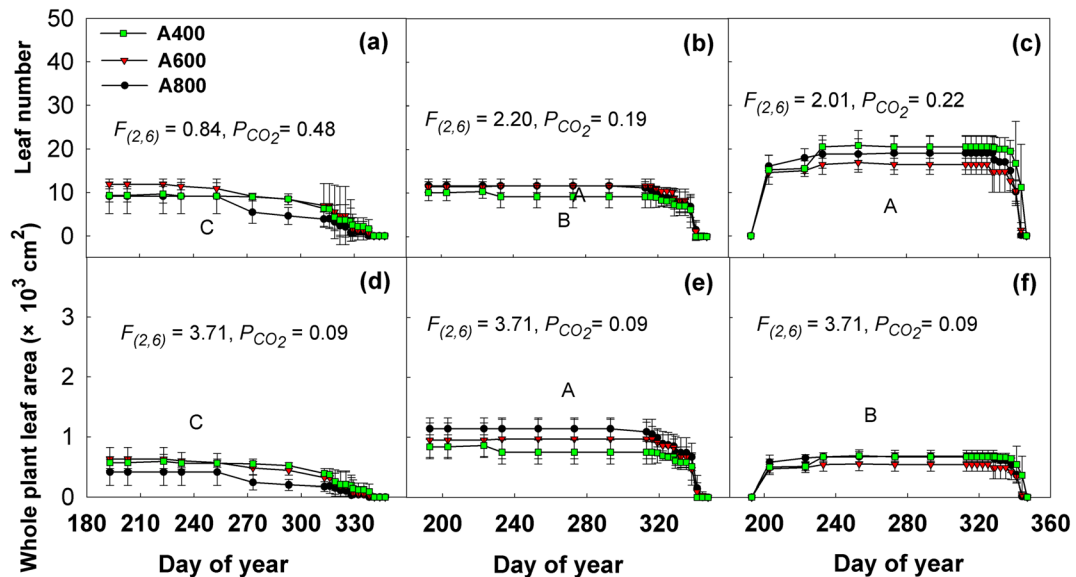 50
40
30
20
10
0
Leaf number
A400
A600
A800
(a)
F(2,6) = 0.84, PCO2 = 0.48
C
(b)
F(2,6) = 2.20, PCO2 = 0.19
A
B
(c)
F(2,6) = 2.01, PCO2 = 0.22
A
3
2
1
0
Whole plant leaf area (× 10³ cm²)
(d)
F(2,6) = 3.71, PCO2= 0.09
C
(e)
F(2,6) = 3.71, PCO2= 0.09
A
(f)
F(2,6) = 3.71, PCO2= 0.09
B
180 210 240 270 300 330
200 240 280 320
200 240 280 320 360
Day of year
Day of year
Day of year